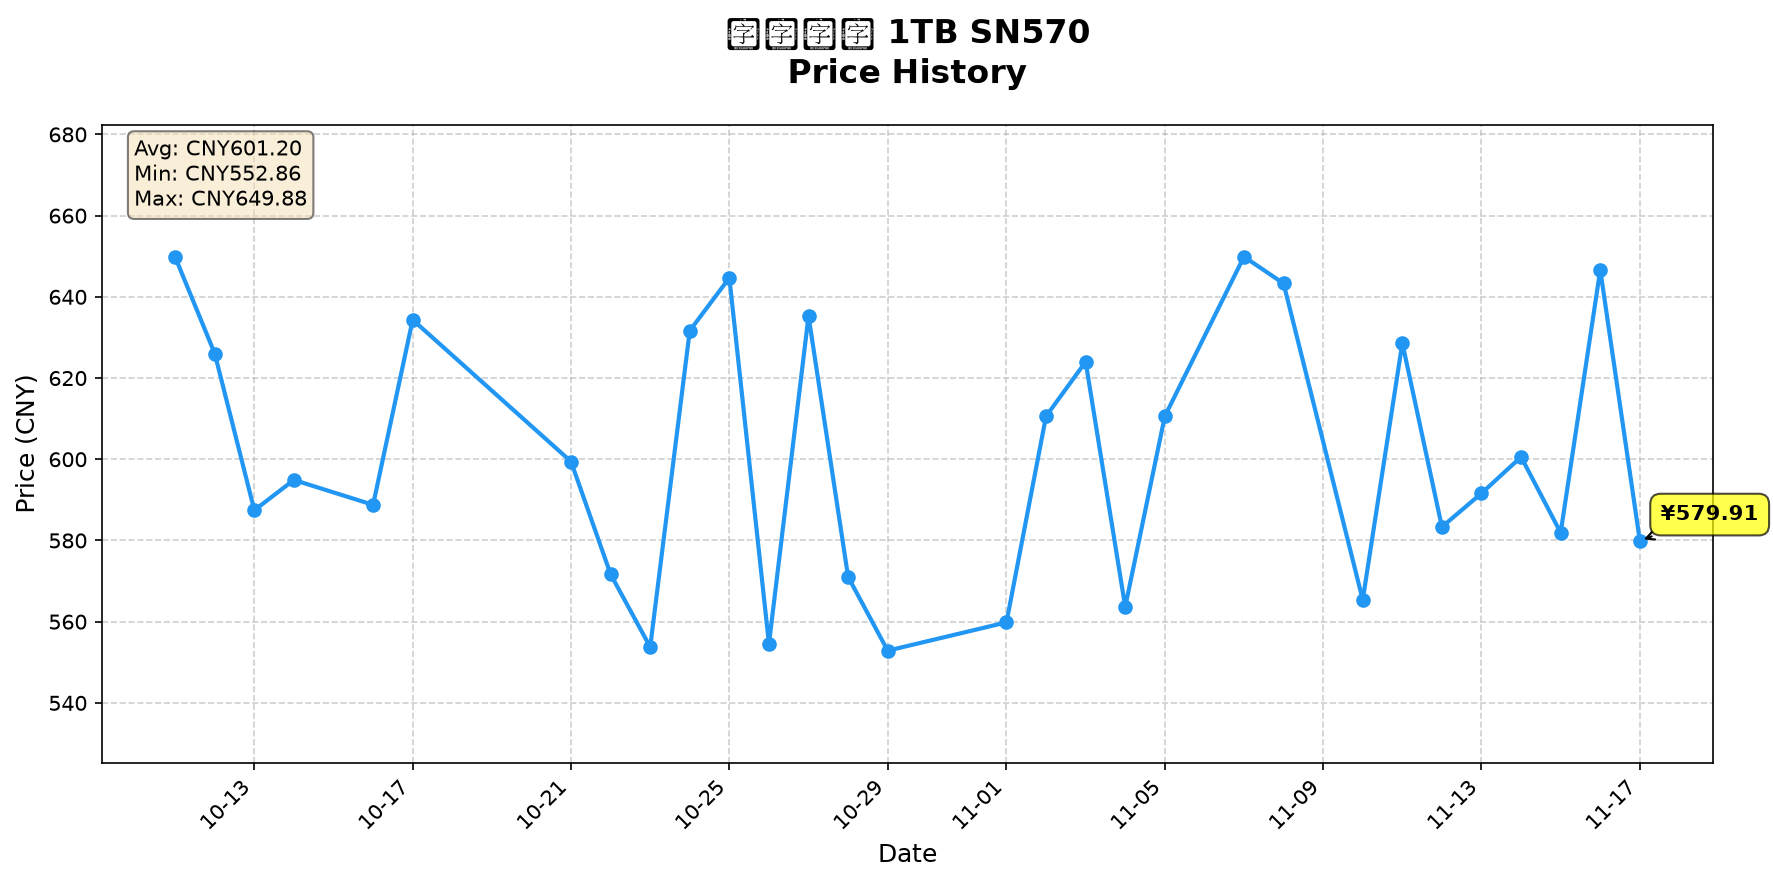 1TB SN570
Price History
Avg: CNY601.20
Min: CNY552.86
Max: CNY649.88
680
660
640
620
600
580
560
540
Price (CNY)
¥579.91
10-13
10-17
10-21
10-25
10-29
11-01
11-05
11-09
11-13
11-17
Date